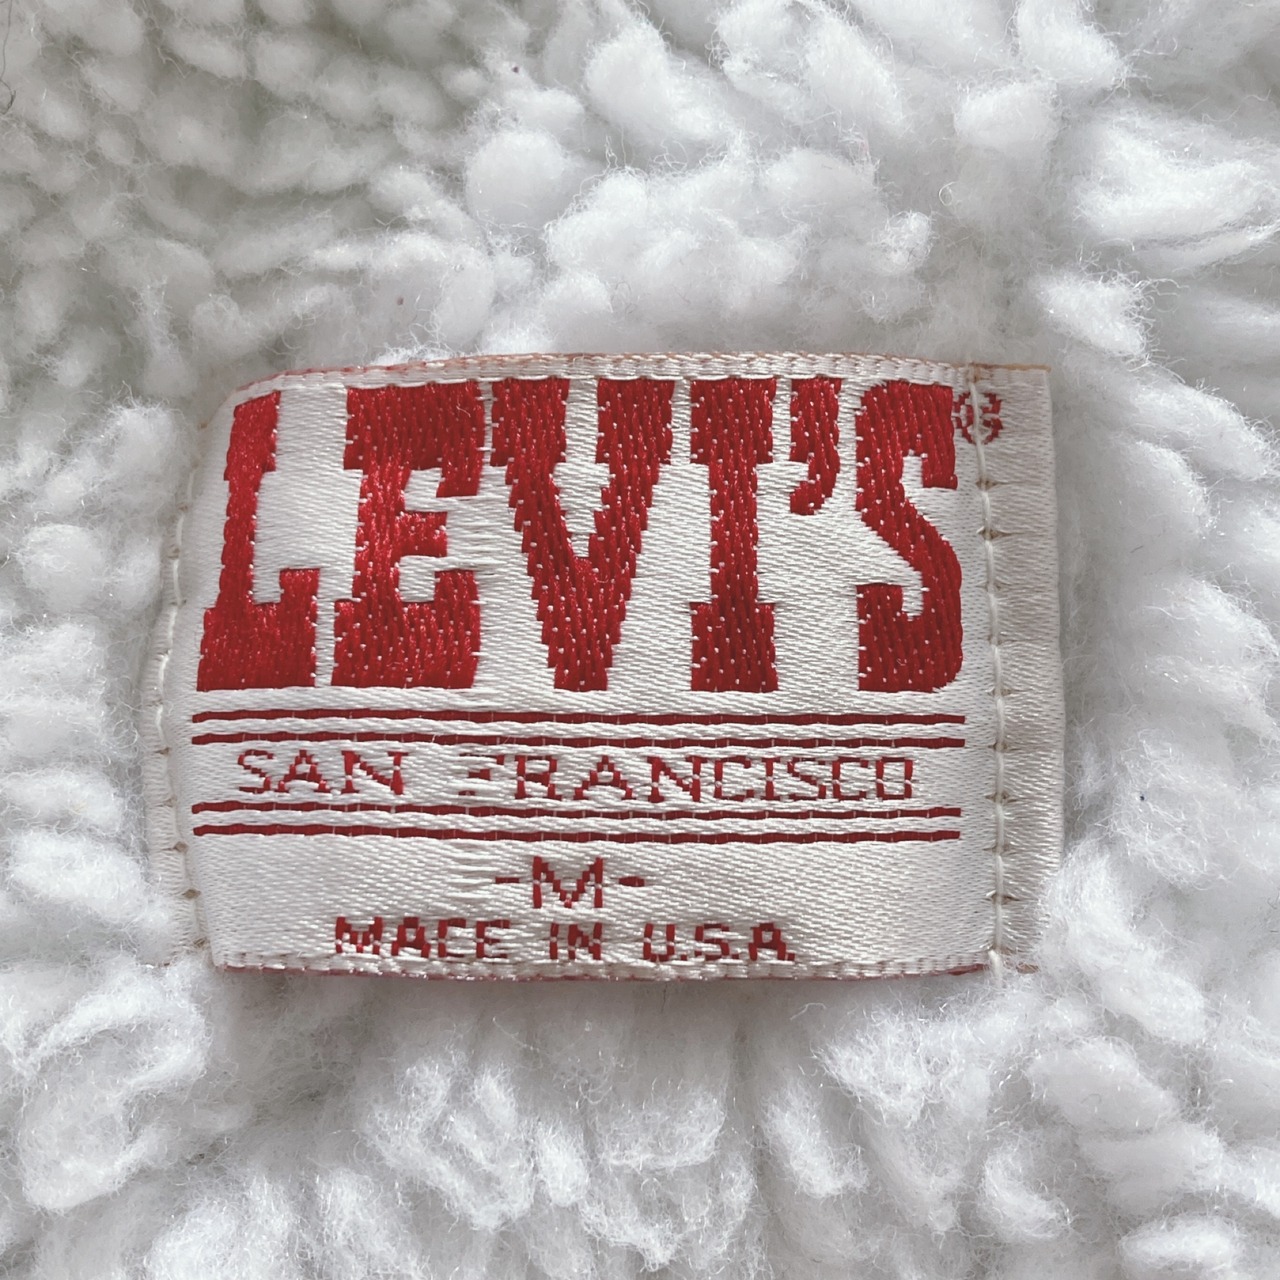 LEVI'S®
SAN FRANCISCO
-M-
MADE IN U.S.A.